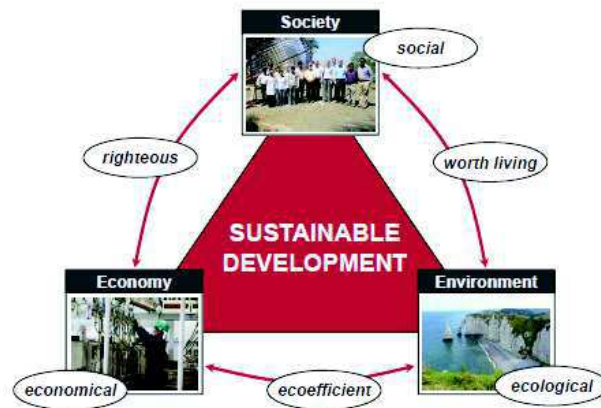 Society
social
righteous
worth living
SUSTAINABLE
DEVELOPMENT
Economy
Environment
economical
ecoefficient
ecological